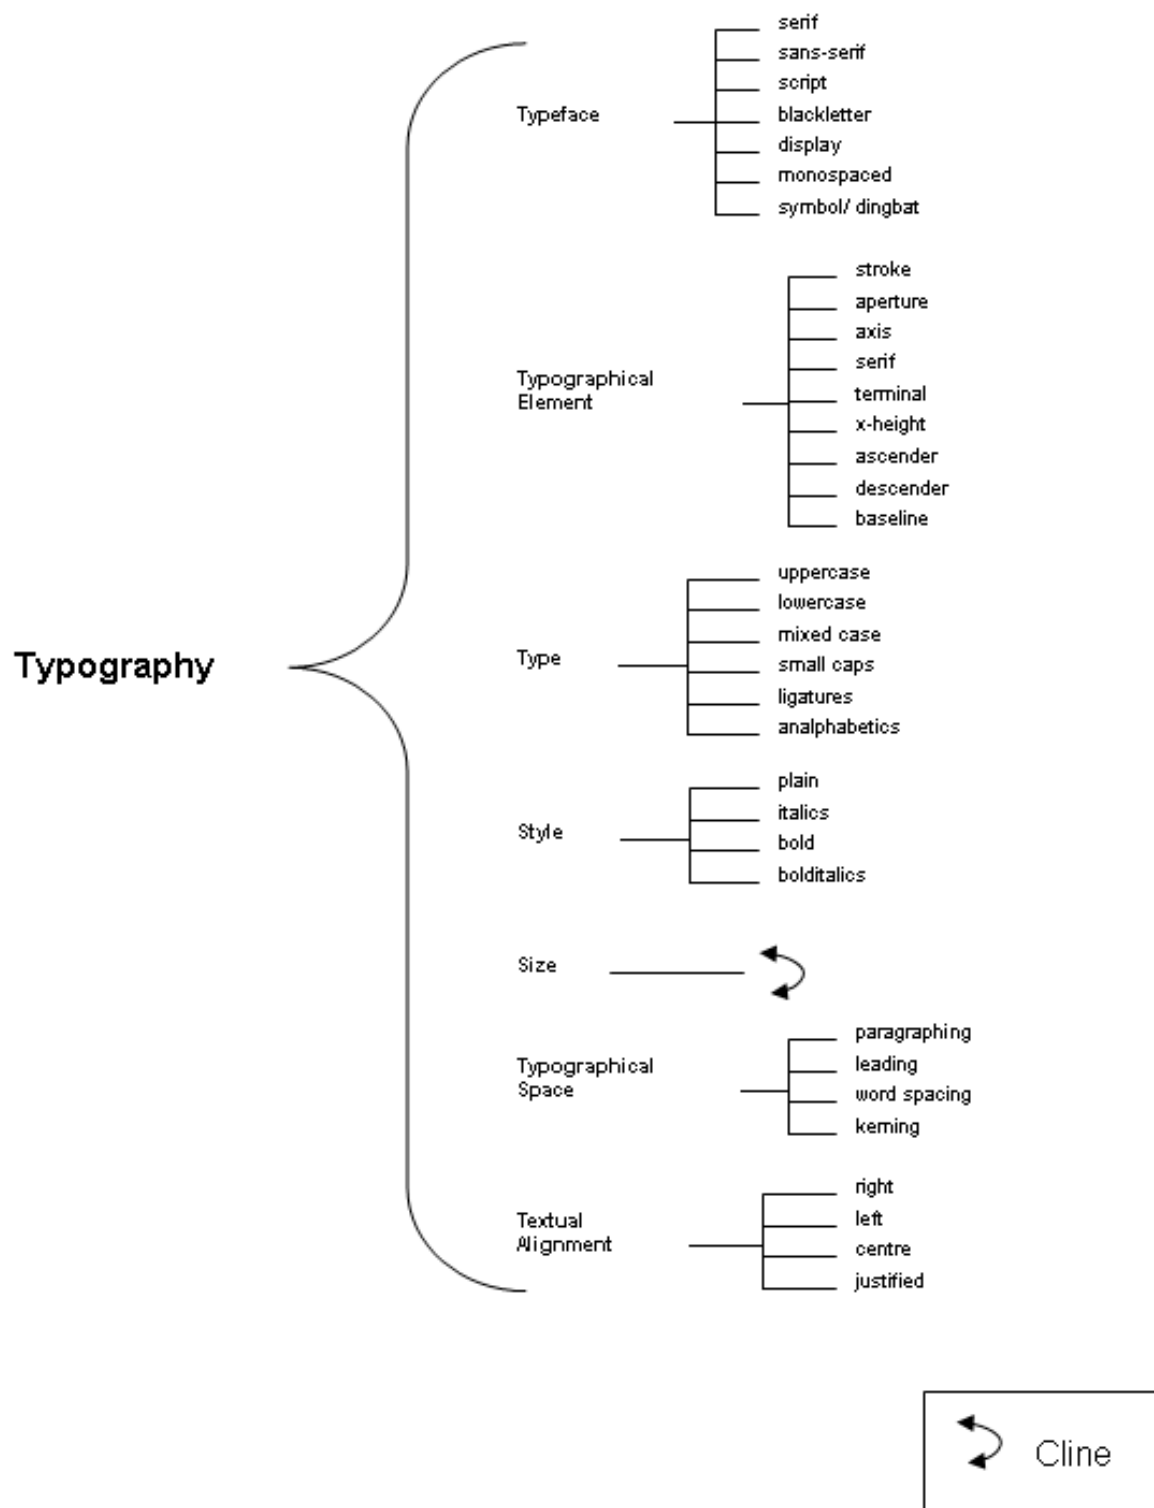 serif
sans-serif
script
Typeface
blackletter
display
monospaced
symbol/ dingbat
stroke
aperture
axis
serif
Typographical
Element
terminal
x-height
ascender
descender
baseline
uppercase
lowercase
mixed case
Typography
Type
small caps
ligatures
analphabetics
plain
italics
Style
bold
bolditalics
Size
paragraphing
Typographical
Space
leading
word spacing
kerning
right
Textual
Alignment
left
centre
justified
Cline